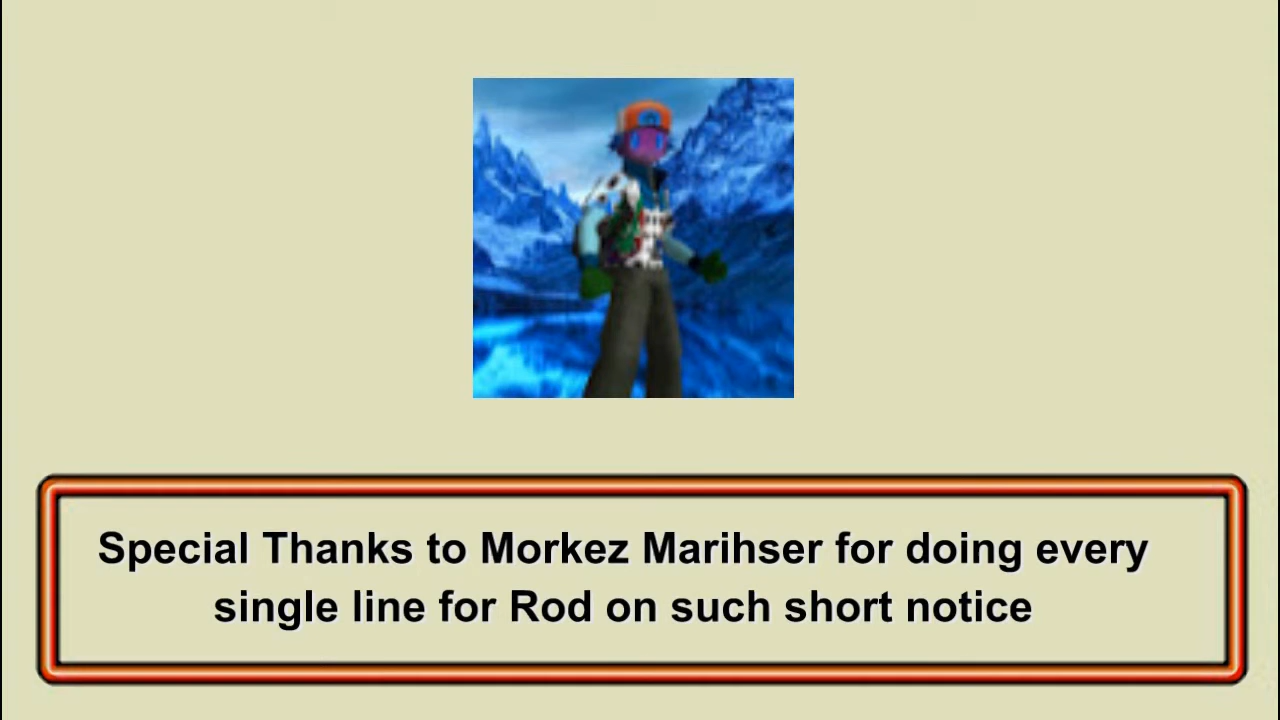 Special Thanks to Morkez Marihser for doing every
single line for Rod on such short notice